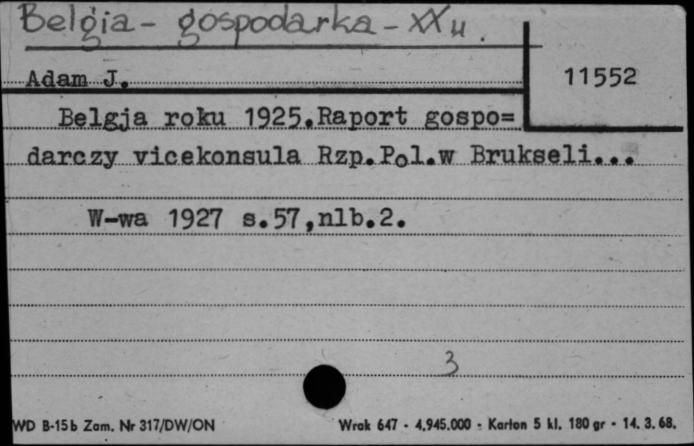 Belgia - gospodarka - XX w.
Adam J.
11552
Belgja roku 1925.Raport gospo=
darczy vicekonsula Rzp.Pol.w Brukseli...
W-wa 1927 s.57,nlb.2.
3
WD B-15b Zam. Nr 317/DW/ON
Wrak 647 - 4.945.000 - Karton 5 kl. 180 gr - 14. 3. 68.